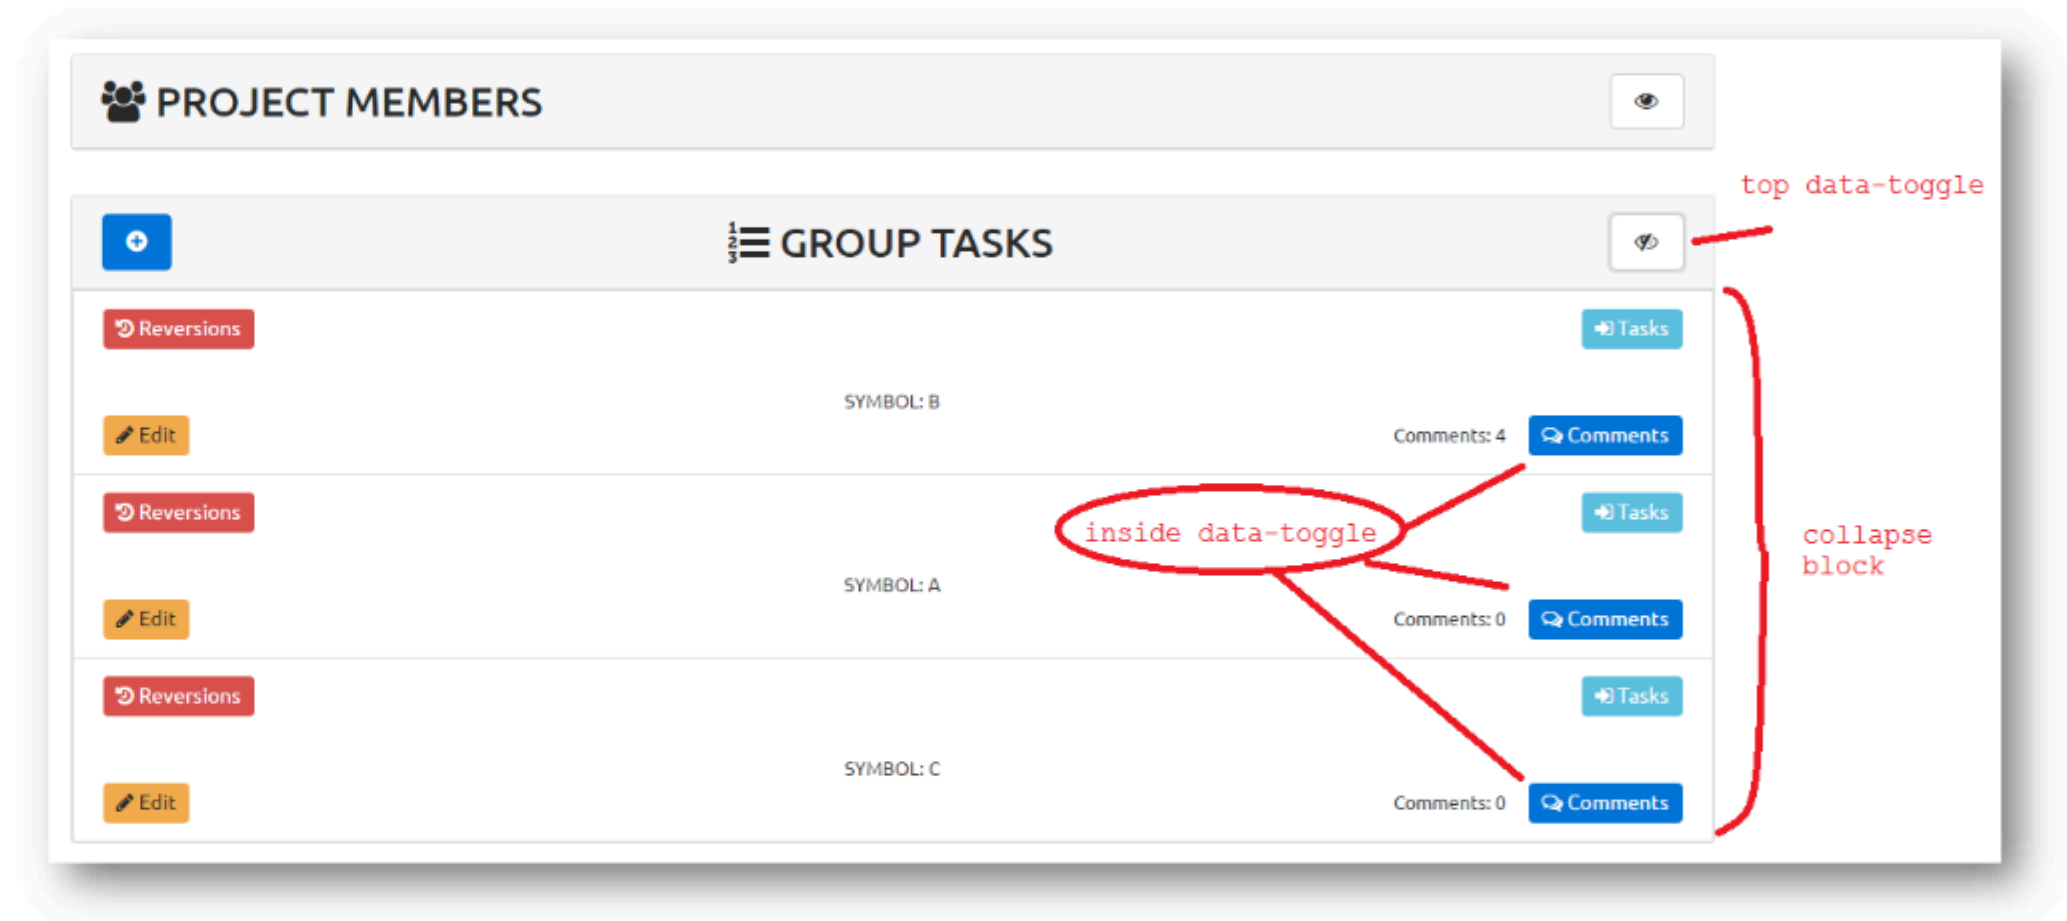 PROJECT MEMBERS
top data-toggle
GROUP TASKS
Reversions
Tasks
SYMBOL: B
Edit
Comments: 4
Comments
Reversions
Tasks
inside data-toggle
collapse
block
SYMBOL: A
Edit
Comments: 0
Comments
Reversions
Tasks
SYMBOL: C
Edit
Comments: 0
Comments